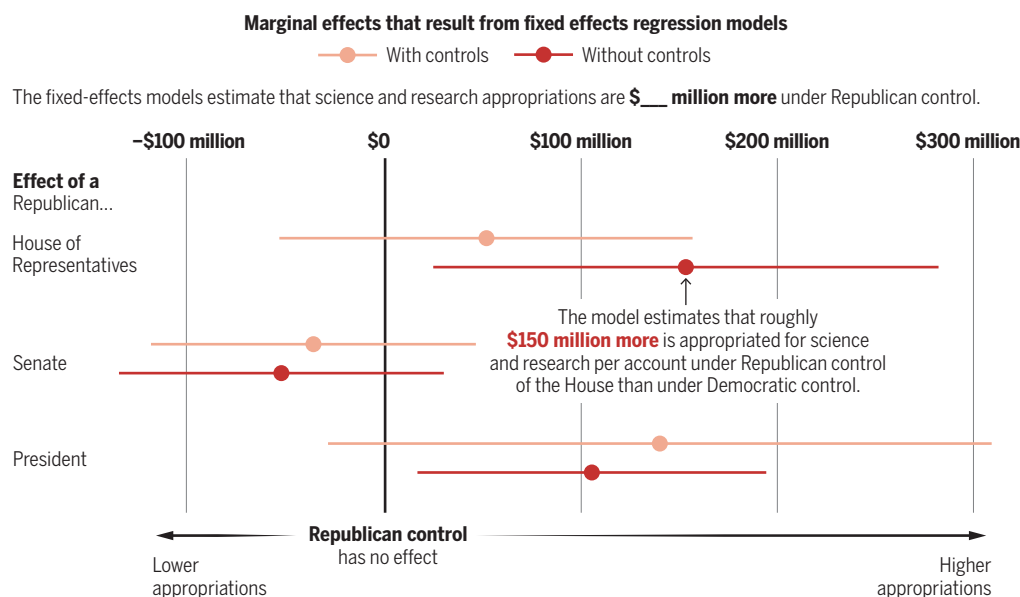 Marginal effects that result from fixed effects regression models
With controls
Without controls
The fixed-effects models estimate that science and research appropriations are $___ million more under Republican control.
−$100 million
$0
$100 million
$200 million
$300 million
Effect of a
Republican...
House of
Representatives
The model estimates that roughly
$150 million more is appropriated for science
and research per account under Republican control
of the House than under Democratic control.
Senate
President
Republican control
has no effect
Lower
appropriations
Higher
appropriations